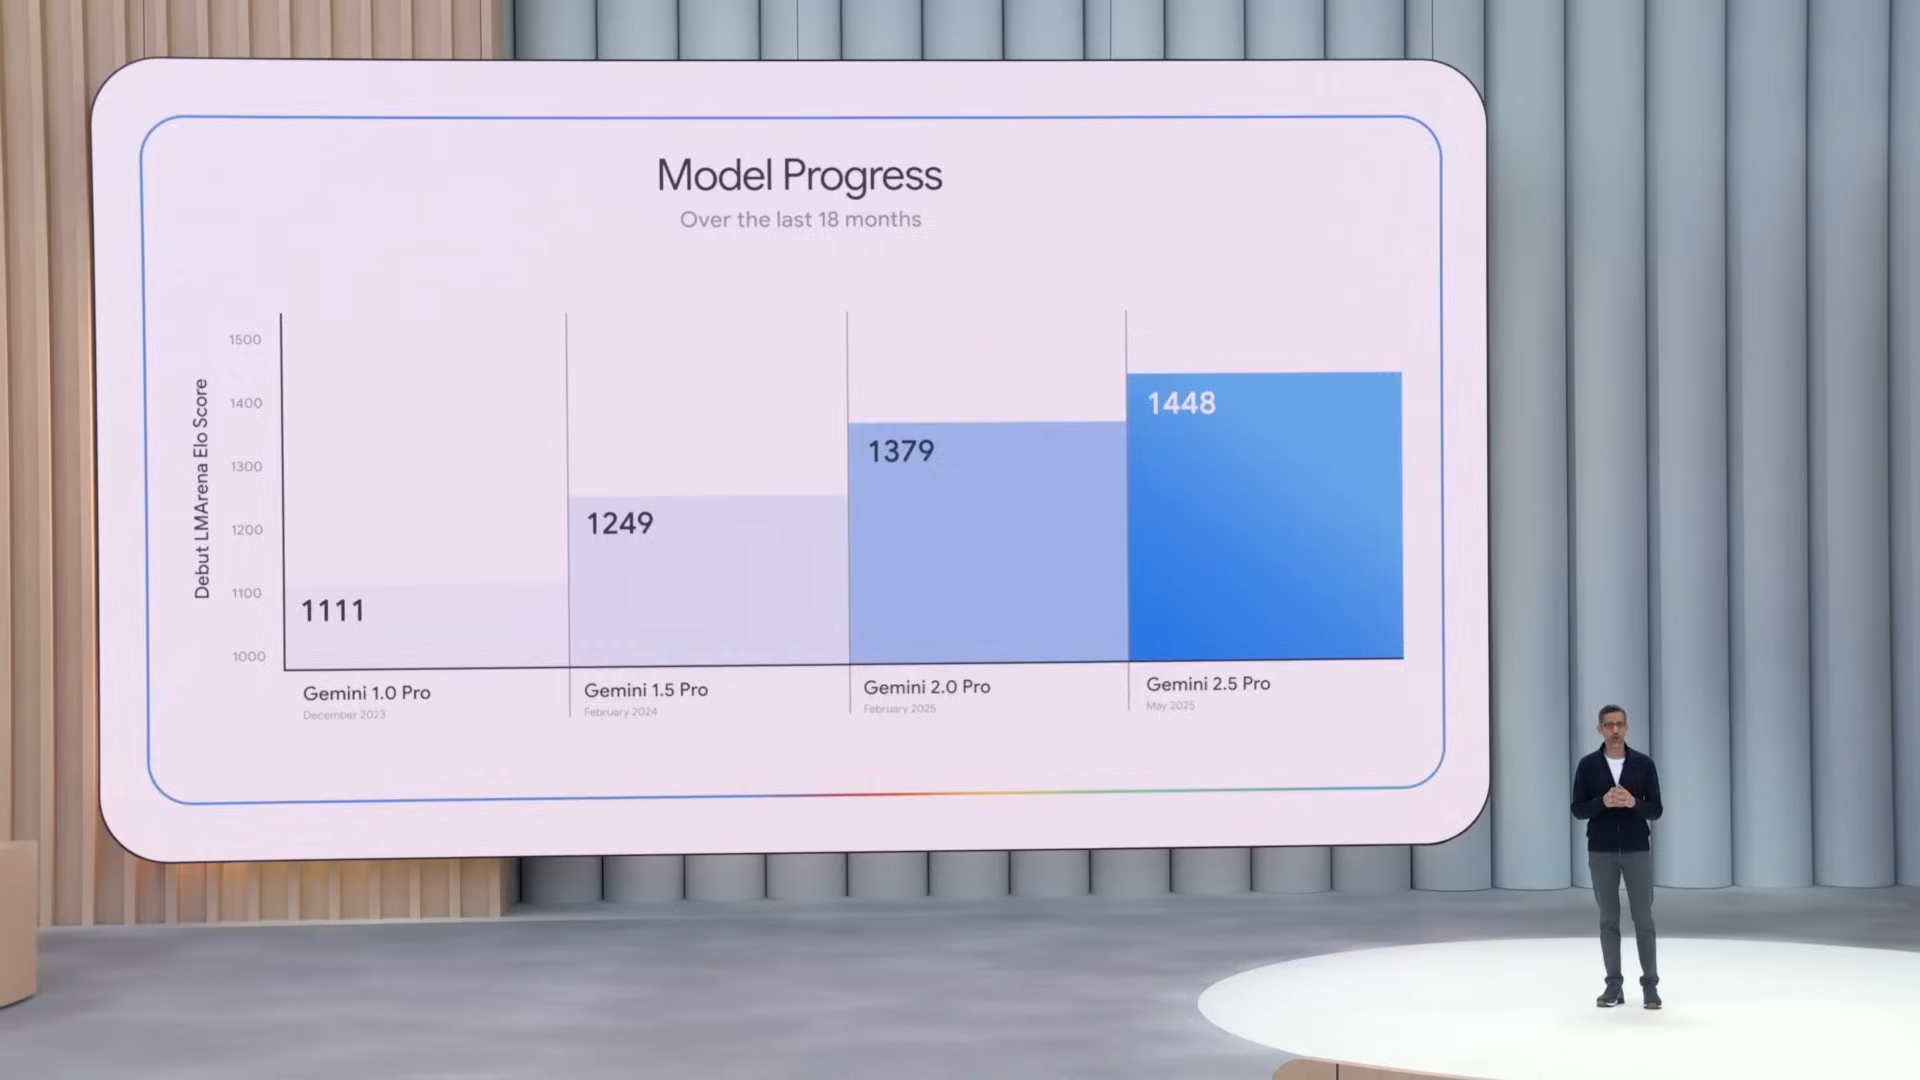 Model Progress
Over the last 18 months
Debut LMArena Elo Score
1500
1400
1300
1200
1100
1000
1111
1249
1379
1448
Gemini 1.0 Pro
December 2023
Gemini 1.5 Pro
February 2024
Gemini 2.0 Pro
February 2025
Gemini 2.5 Pro
May 2025